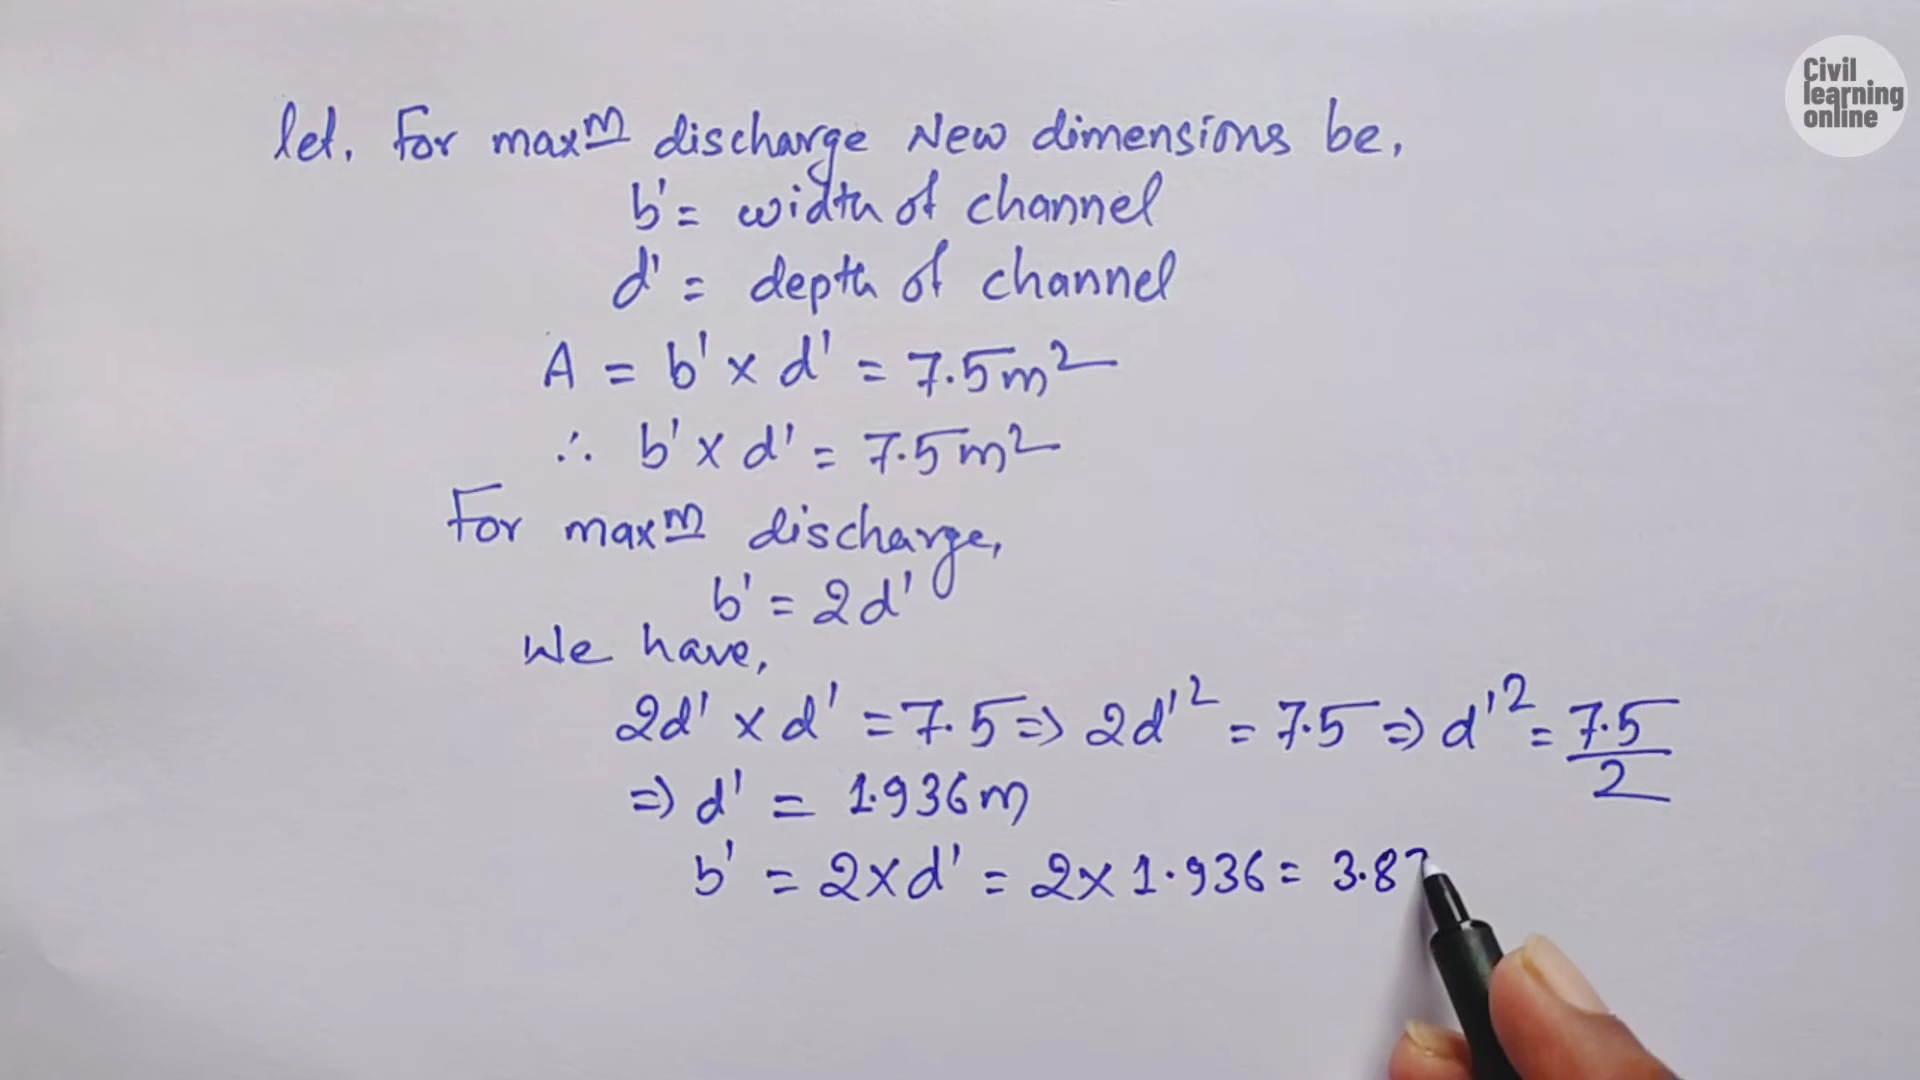 Civil
learning
online
let. For maxᵐ discharge New dimensions be,
b' = width of channel
d' = depth of channel
A = b' × d' = 7.5m²
∴ b' × d' = 7.5m²
For maxᵐ discharge,
b' = 2d'
We have,
2d' × d' = 7.5 ⇒ 2d'² = 7.5 ⇒ d'² = 7.5/2
⇒ d' = 1.936m
b' = 2×d' = 2×1.936 = 3.8